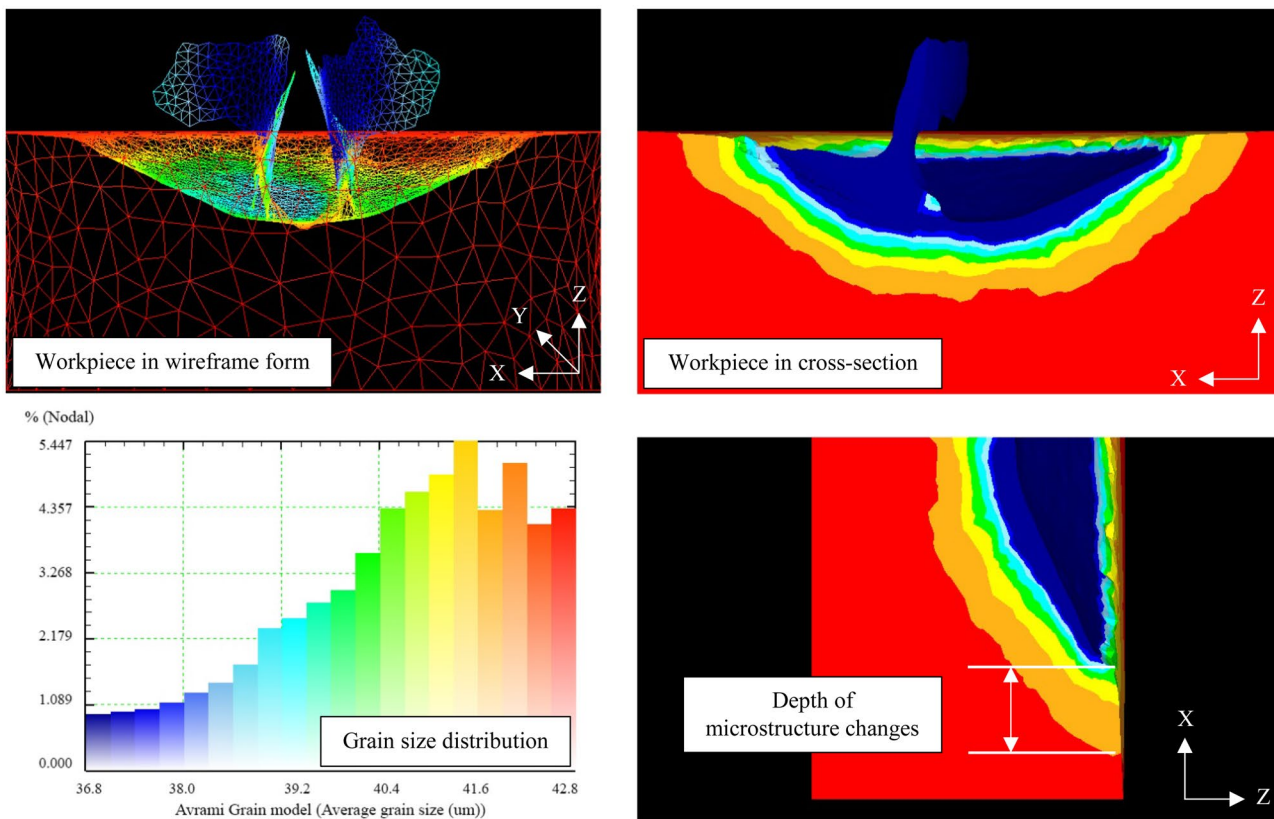 Z
Y
X
Workpiece in wireframe form
Z
X
Workpiece in cross-section
% (Nodal)
5.447
4.357
3.268
2.179
1.089
0.000
36.8 38.0 39.2 40.4 41.6 42.8
Avrami Grain model (Average grain size (um))
Grain size distribution
Depth of
microstructure changes
X
Z